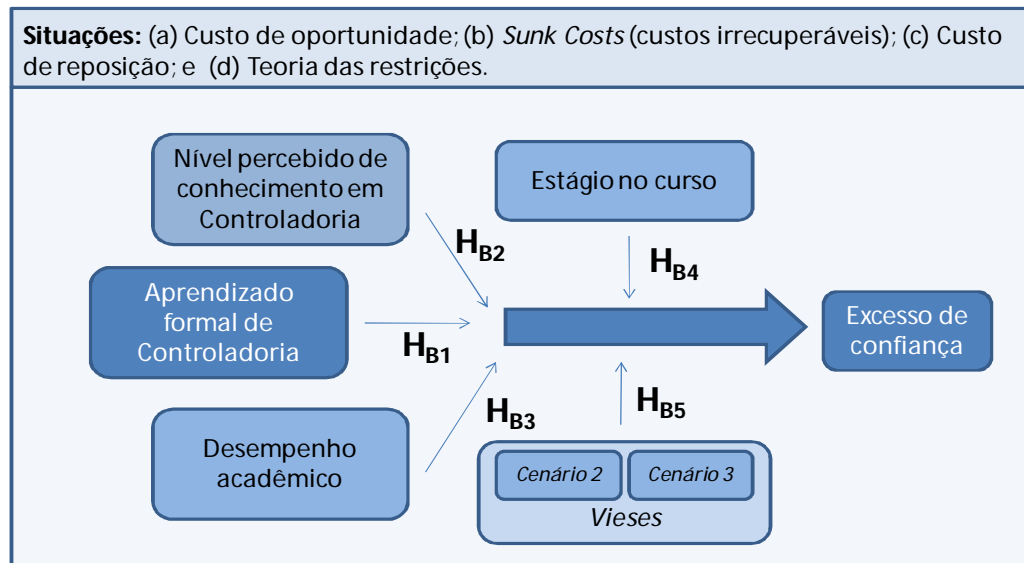 Situações: (a) Custo de oportunidade; (b) Sunk Costs (custos irrecuperáveis); (c) Custo
de reposição; e (d) Teoria das restrições.
Nível percebido de
conhecimento em
Controladoria
Estágio no curso
HB2
HB4
Aprendizado
formal de
Controladoria
HB1
Excesso de
confiança
HB3
HB5
Desempenho
acadêmico
Cenário 2
Cenário 3
Vieses